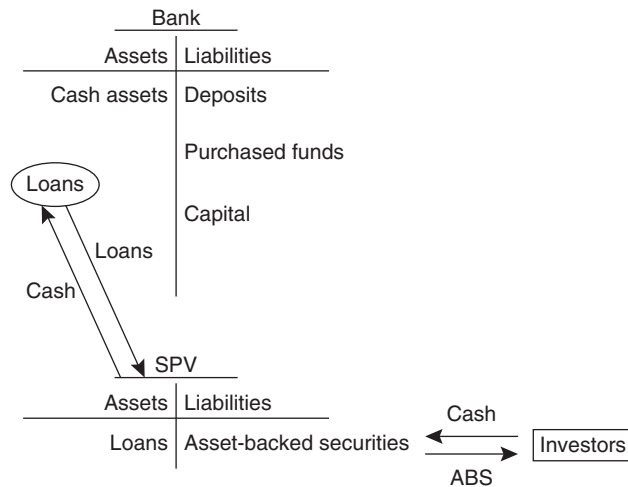 Bank
Assets Liabilities
Cash assets Deposits
Purchased funds
Loans
Capital
Loans
Cash
SPV
Assets Liabilities
Cash
Loans Asset-backed securities Investors
ABS